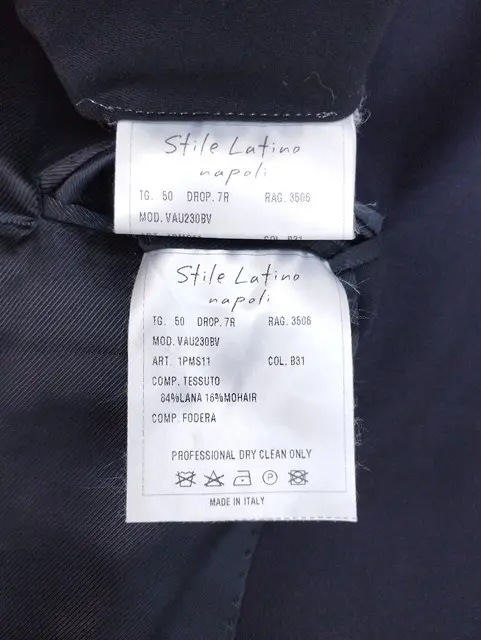 Stile Latino
napoli
TG. 50 DROP. 7R RAG. 3506
MOD. VAU230BV
Stile Latino
napoli
TG. 50 DROP. 7R RAG. 3506
MOD. VAU230BV
ART. 1PMS11 COL. B31
COMP. TESSUTO
84%LANA 16%MOHAIR
COMP. FODERA
PROFESSIONAL DRY CLEAN ONLY
P
MADE IN ITALY